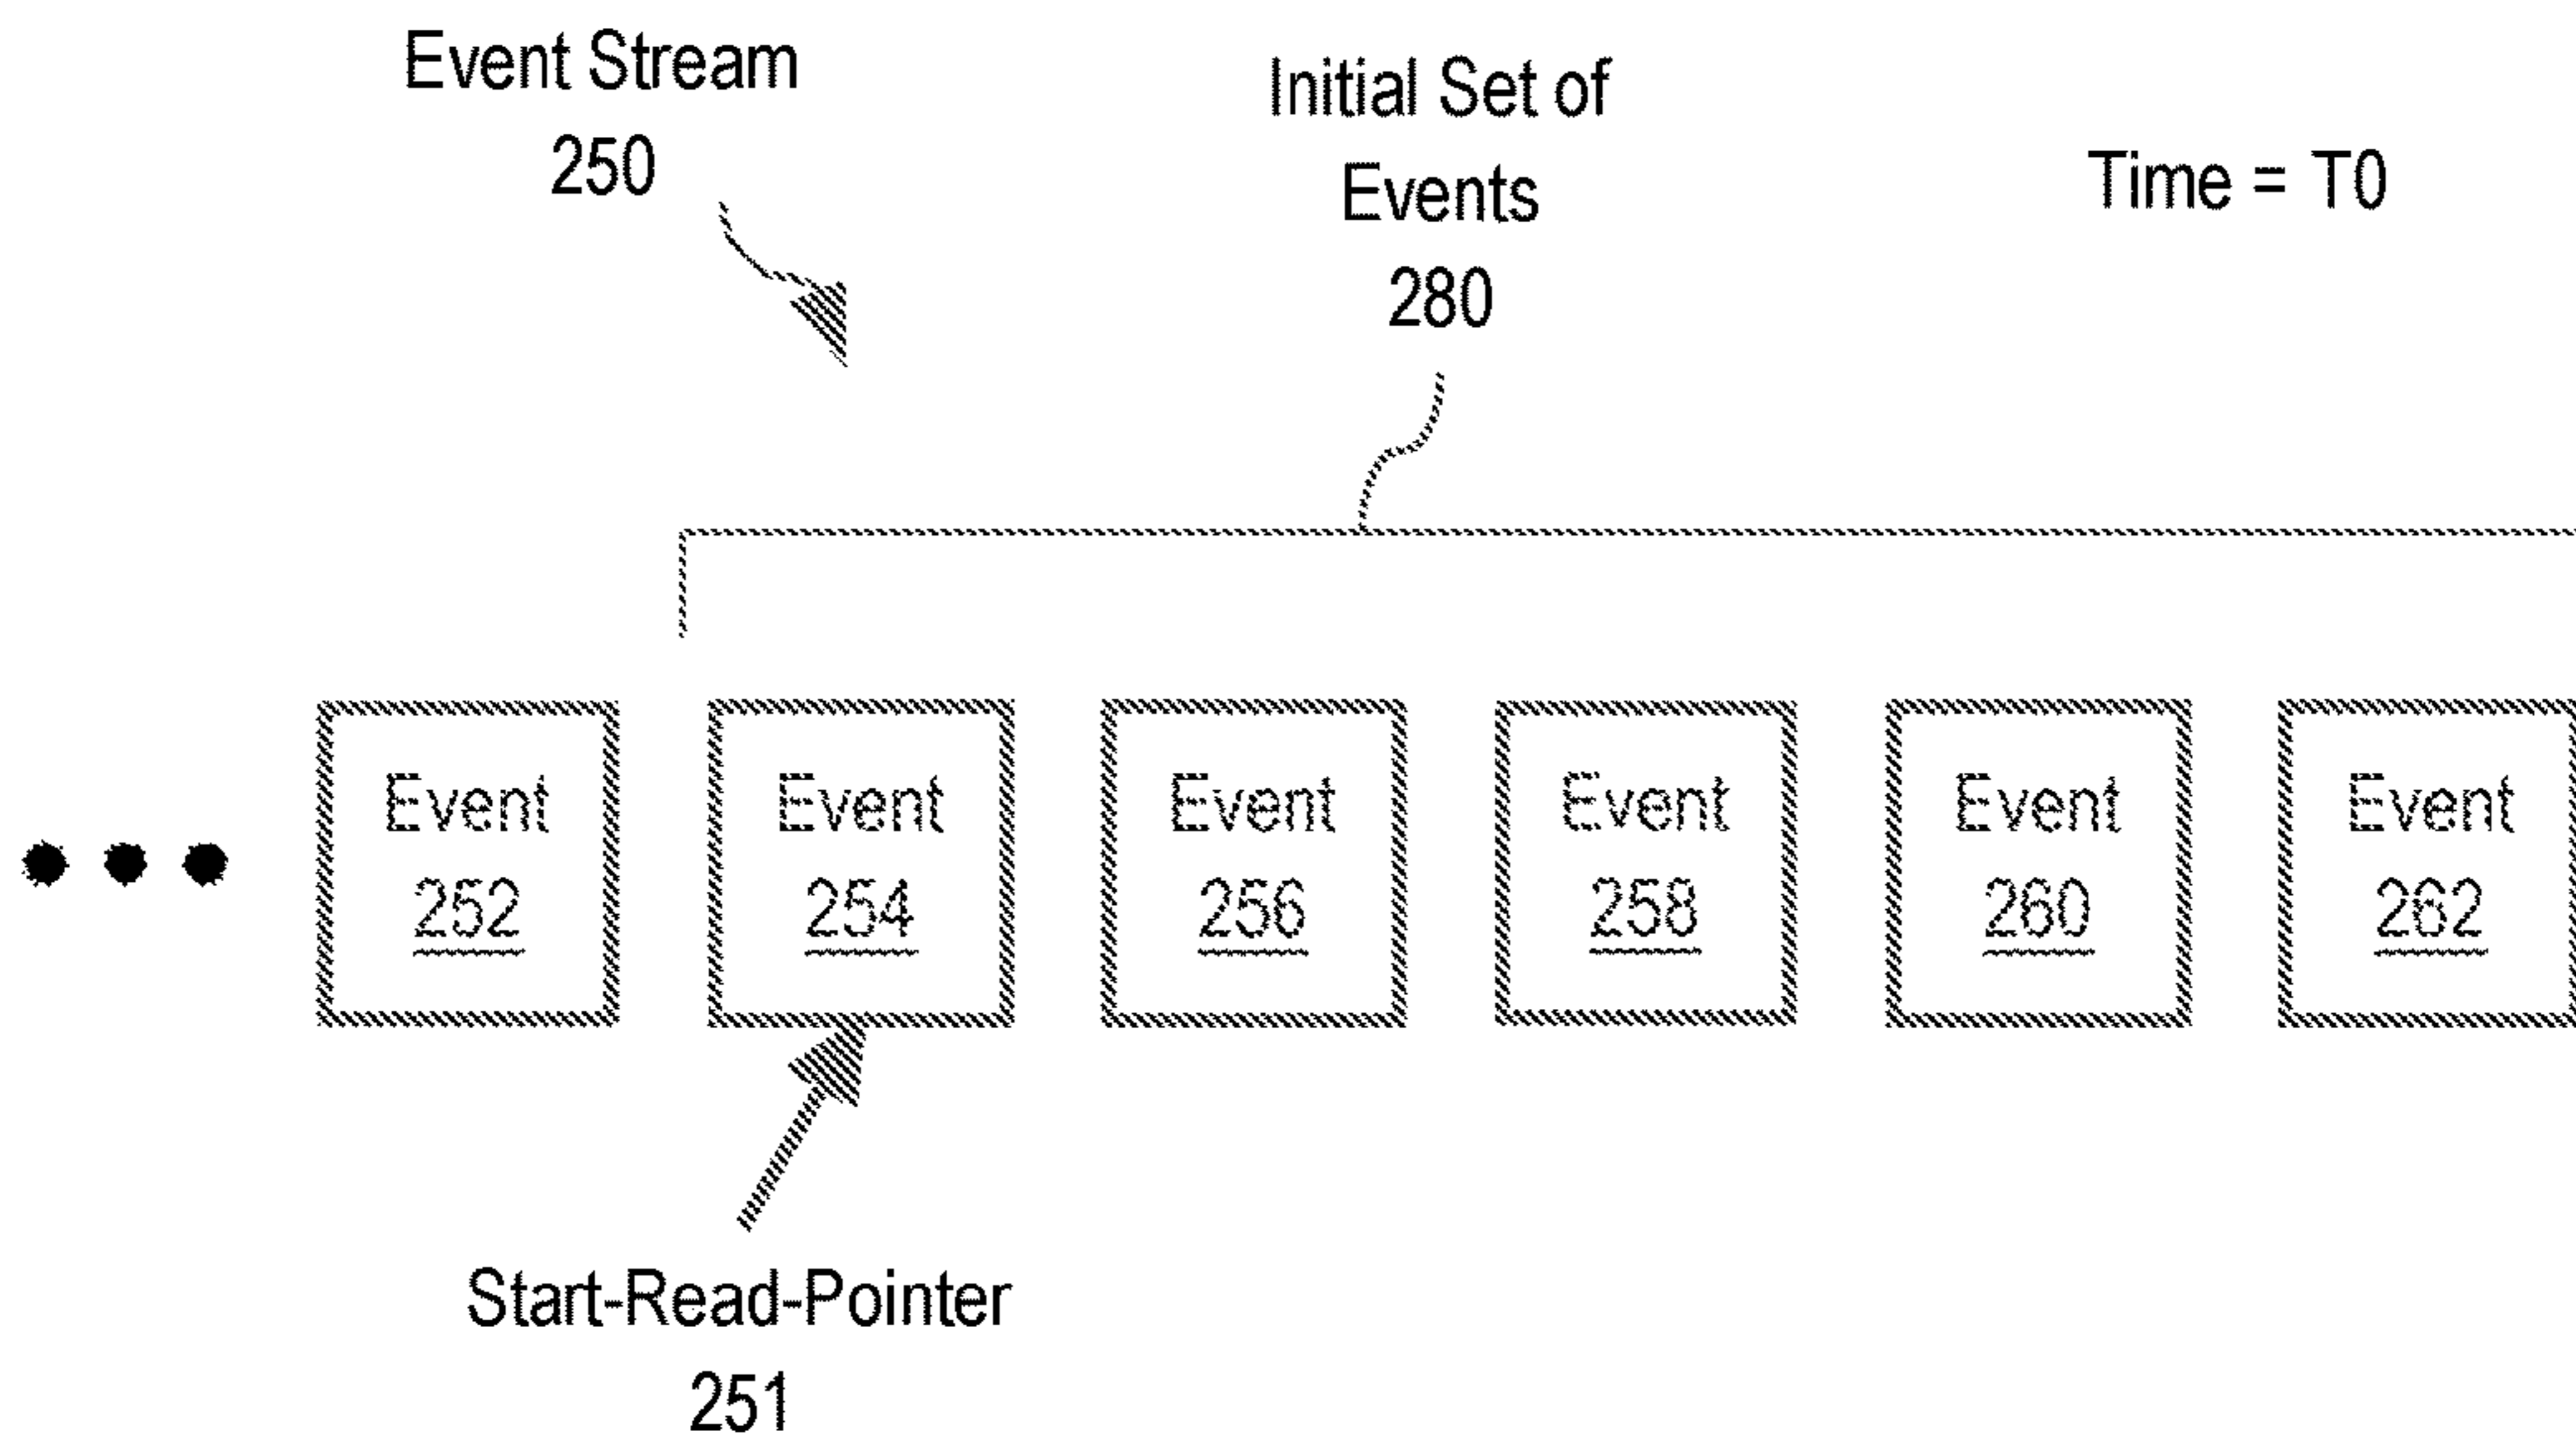 Event Stream
250
Initial Set of
Events
280
Time = T0
Event
252
Event
254
Event
256
Event
258
Event
260
Event
262
Start-Read-Pointer
251